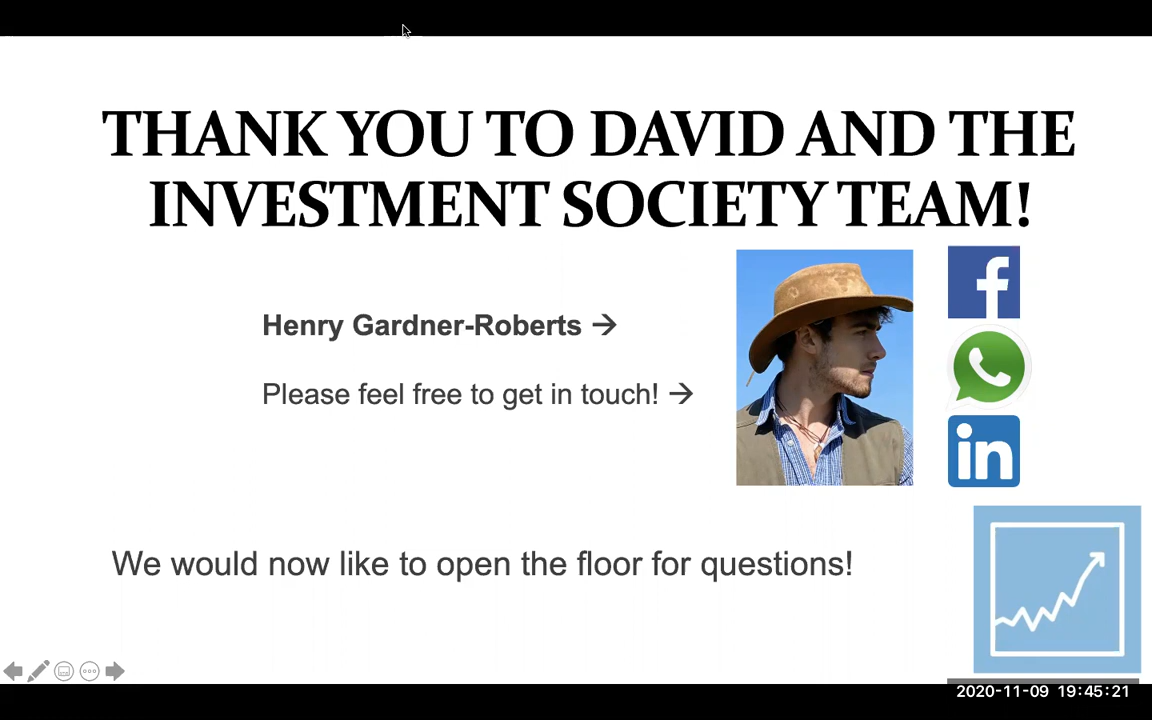 THANK YOU TO DAVID AND THE
INVESTMENT SOCIETY TEAM!
Henry Gardner-Roberts →
Please feel free to get in touch! →
f
in
We would now like to open the floor for questions!
2020-11-09 19:45:21